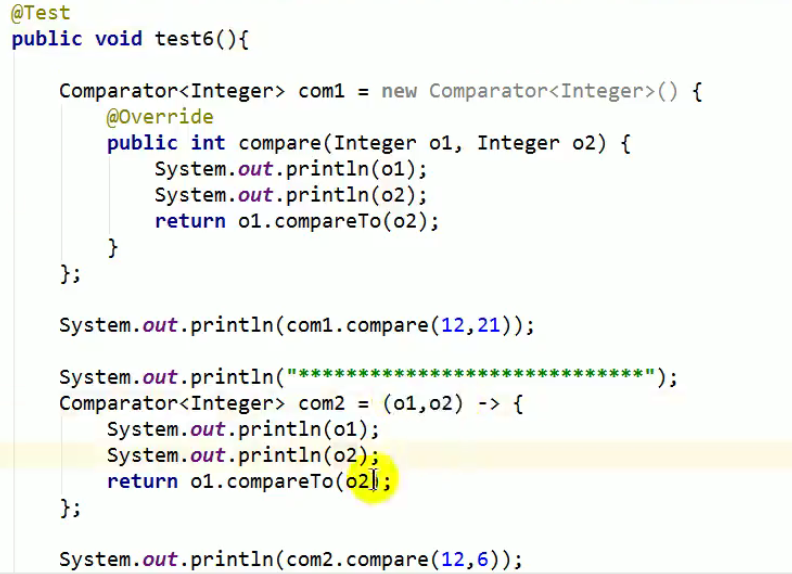 @Test
public void test6(){
Comparator<Integer> com1 = new Comparator<Integer>() {
@Override
public int compare(Integer o1, Integer o2) {
System.out.println(o1);
System.out.println(o2);
return o1.compareTo(o2);
}
};
System.out.println(com1.compare(12,21));
System.out.println("*****************************");
Comparator<Integer> com2 = (o1,o2) -> {
System.out.println(o1);
System.out.println(o2);
return o1.compareTo(o2);
};
System.out.println(com2.compare(12,6));